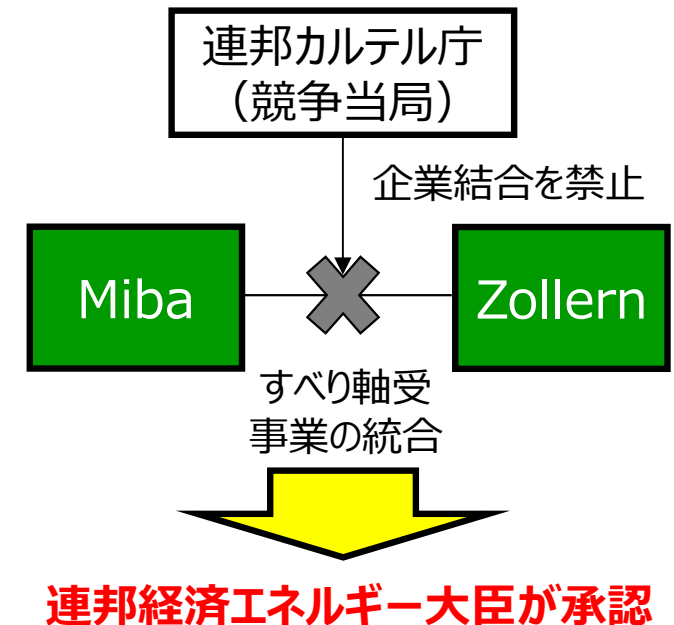 連邦カルテル庁
（競争当局）
企業結合を禁止
Miba
Zollern
すべり軸受
事業の統合
連邦経済エネルギー大臣が承認